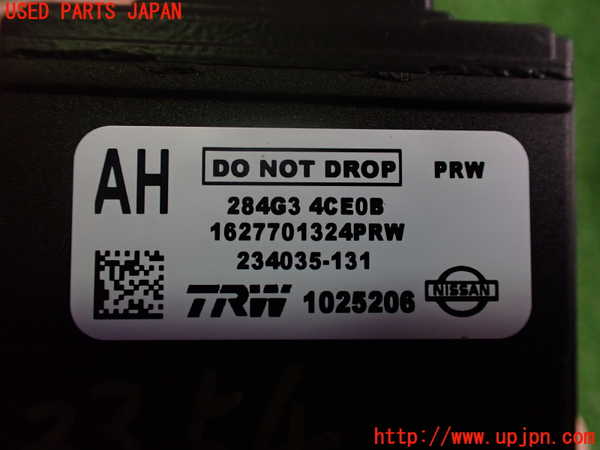 USED PARTS JAPAN
AH
DO NOT DROP
PRW
284G3 4CE0B
1627701324PRW
234035-131
TRW 1025206
NISSAN
http://www.upjpn.com